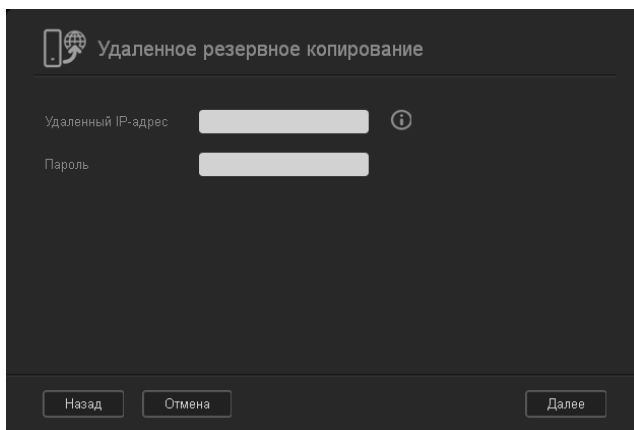 Удаленное резервное копирование
Удаленный IP-адрес
Пароль
Назад
Отмена
Далее